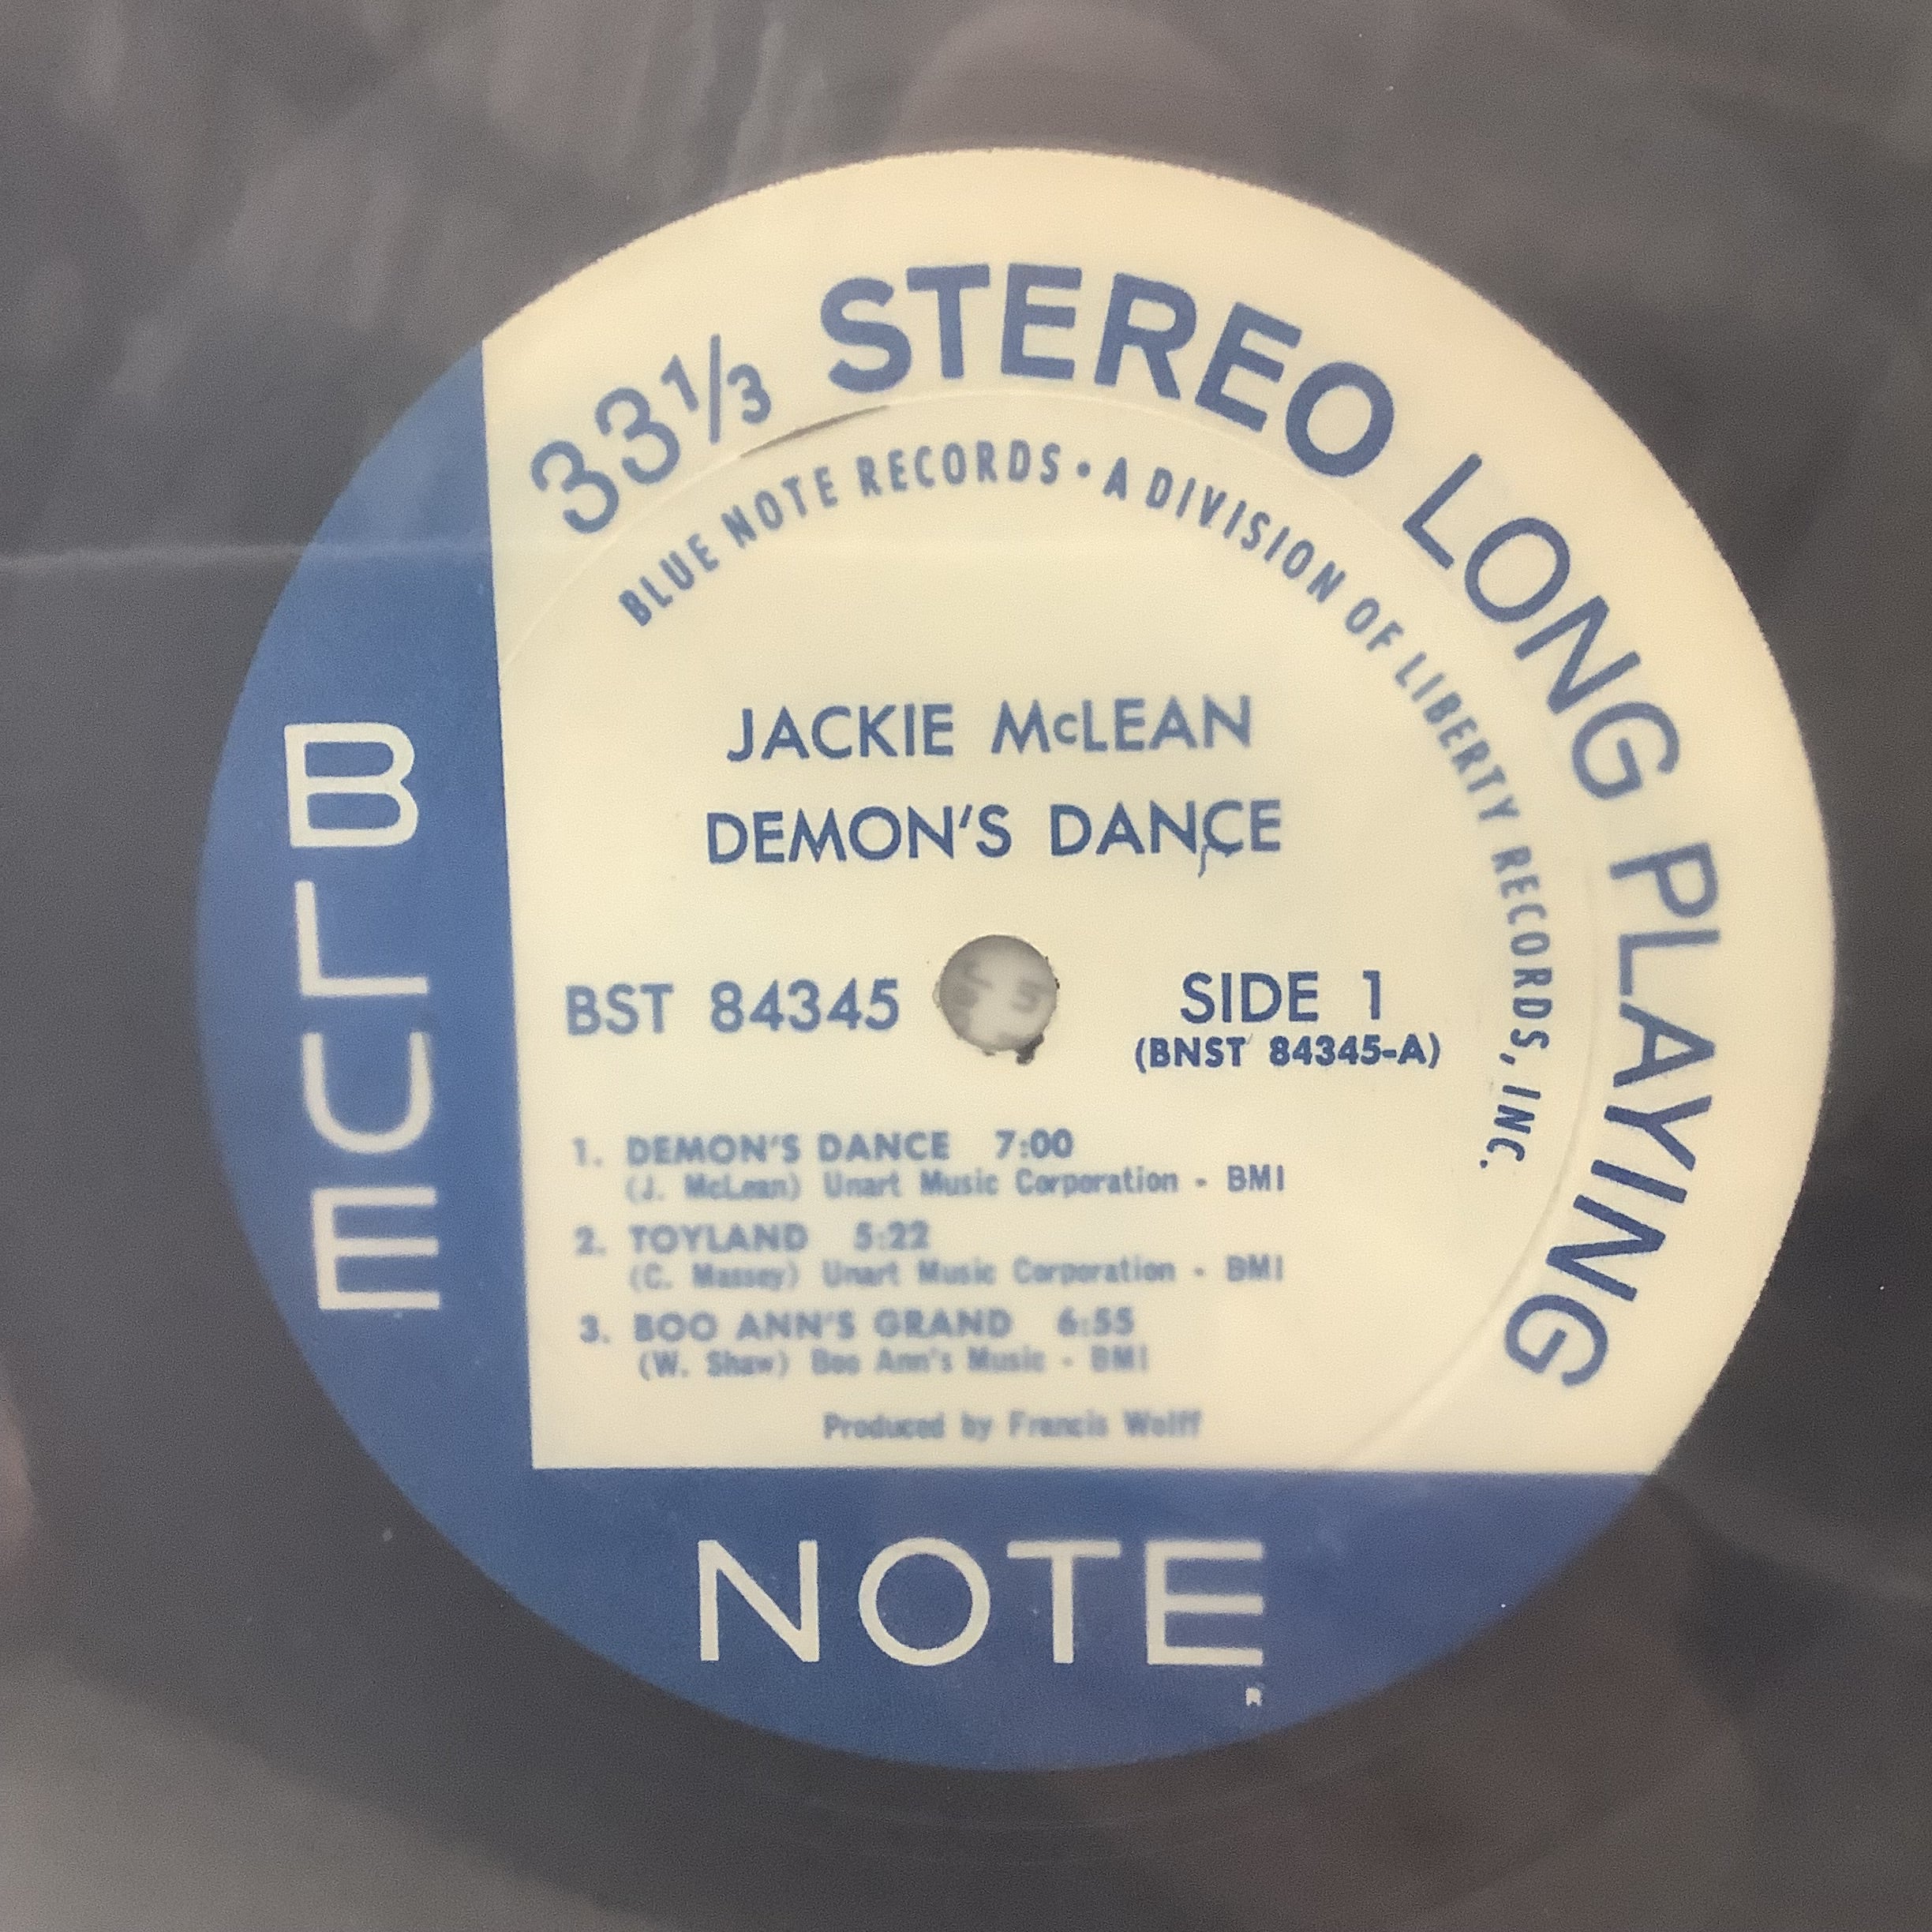 33 1/3 STEREO LONG PLAYING
BLUE NOTE RECORDS • A DIVISION OF LIBERTY RECORDS, INC.
JACKIE McLEAN
DEMON'S DANCE
BST 84345
SIDE 1
(BNST 84345-A)
1. DEMON'S DANCE 7:00
(J. McLean) Unart Music Corporation - BMI
2. TOYLAND 5:22
(C. Massey) Unart Music Corporation - BMI
3. BOO ANN'S GRAND 6:55
(W. Shaw) Boo Ann's Music - BMI
Produced by Francis Wolff
BLUE
NOTE
R